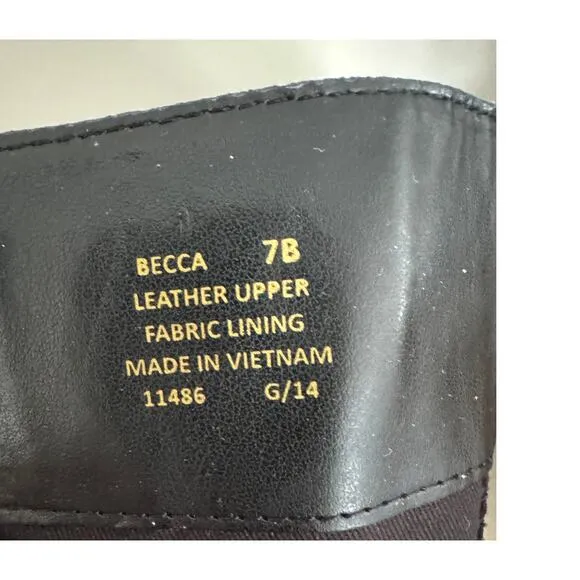 BECCA 7B
LEATHER UPPER
FABRIC LINING
MADE IN VIETNAM
11486 G/14